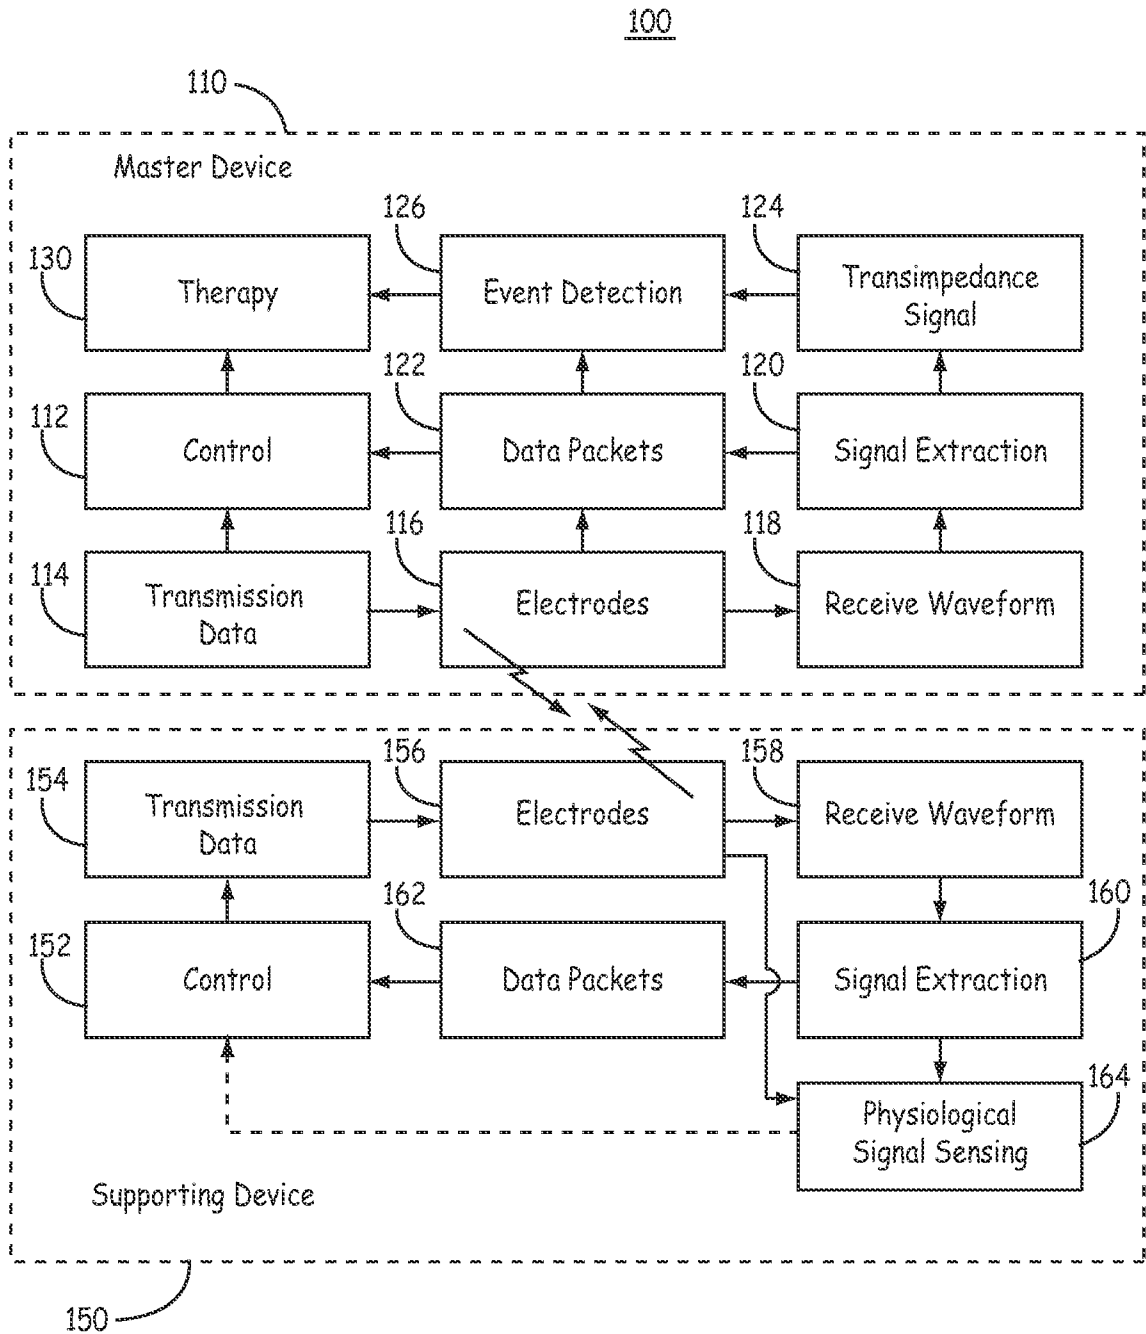 100
110
Master Device
126
124
130
Therapy
Event Detection
Transimpedance
Signal
112
122
120
Control
Data Packets
Signal Extraction
114
116
118
Transmission
Data
Electrodes
Receive Waveform
154
156
158
Transmission
Data
Electrodes
Receive Waveform
162
160
152
Control
Data Packets
Signal Extraction
164
Physiological
Signal Sensing
Supporting Device
150